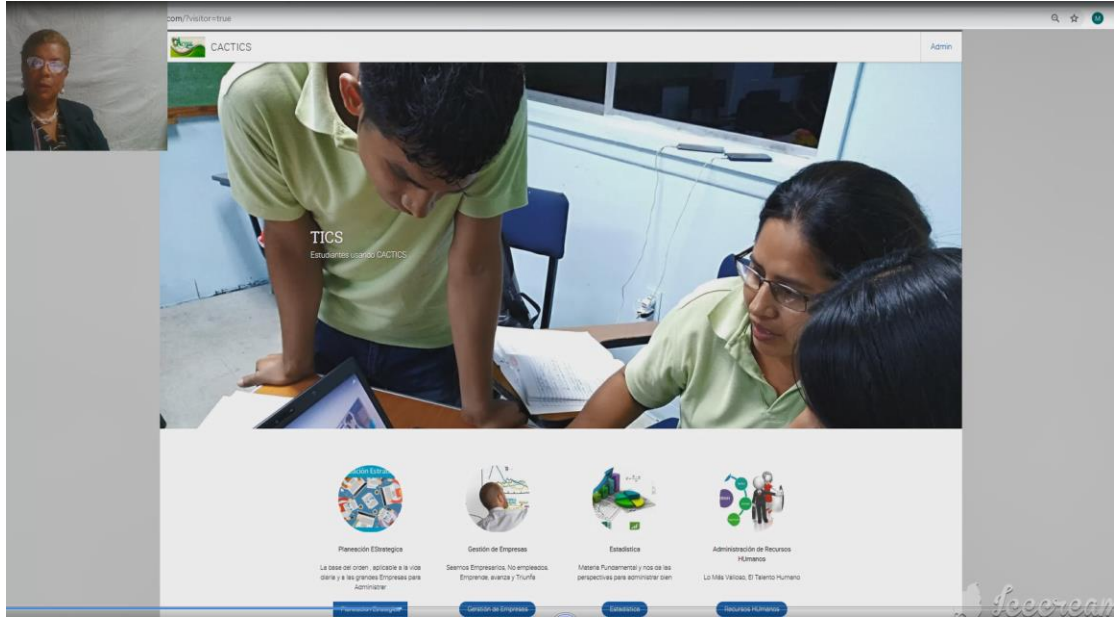 com/?visitor=true
M
CACTICS
Admin
TICS
Estudiantes usando CACTICS
Planeación EStrategica
Gestión de Empresas
Estadística
Administración de Recursos
HUmanos
La base del orden , aplicable a la vida
diaria y a las grandes Empresas para
Administrar
Seamos Empresarios, No empleados.
Emprende, avanza y Triunfa
Materia Fundamental y nos da las
perspectivas para administrar bien
Lo Más Valioso, El Talento Humano
Planeación Estrategica
Gestión de Empresas
Estadística
Recursos HUmanos
Icecream